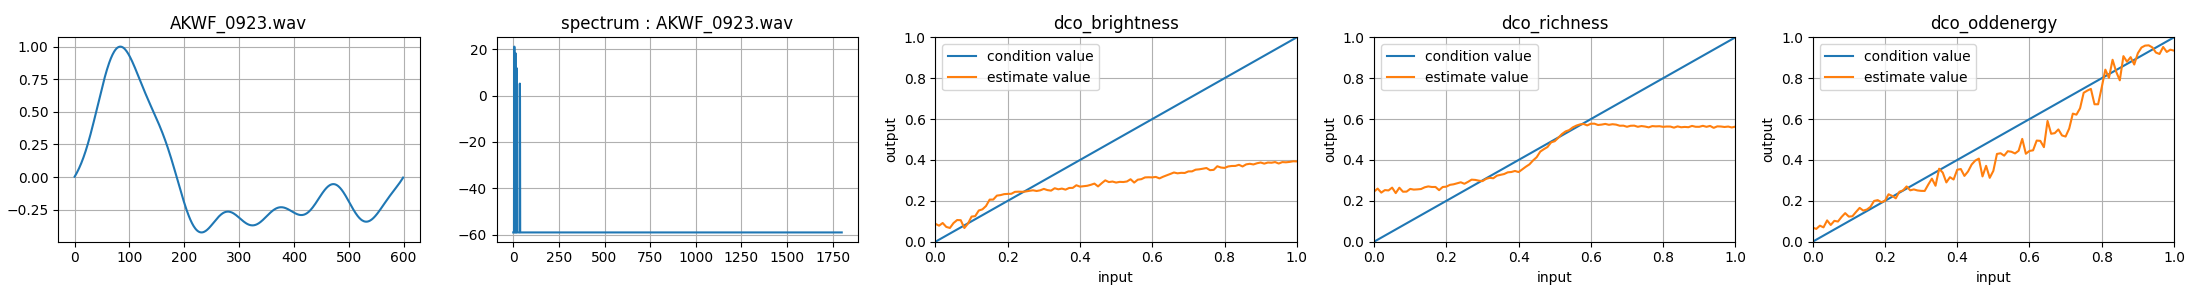 AKWF_0923.wav
1.00
0.75
0.50
0.25
0.00
−0.25
0 100 200 300 400 500 600
spectrum : AKWF_0923.wav
20
0
−20
−40
−60
0 250 500 750 1000 1250 1500 1750
dco_brightness
condition value
estimate value
output
1.0
0.8
0.6
0.4
0.2
0.0
0.0 0.2 0.4 0.6 0.8 1.0
input
dco_richness
condition value
estimate value
output
1.0
0.8
0.6
0.4
0.2
0.0
0.0 0.2 0.4 0.6 0.8 1.0
input
dco_oddenergy
condition value
estimate value
output
1.0
0.8
0.6
0.4
0.2
0.0
0.0 0.2 0.4 0.6 0.8 1.0
input